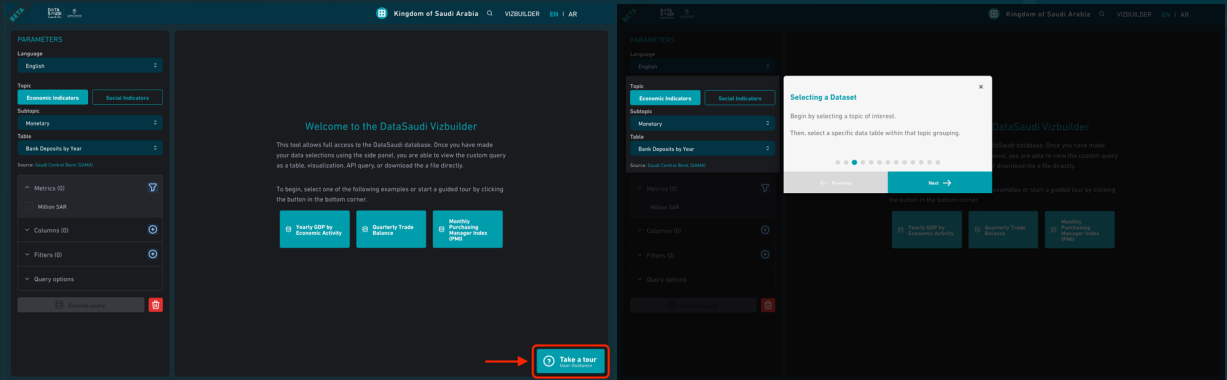 BETA
DATA
SAUDI
Kingdom of Saudi Arabia
VIZBUILDER
EN | AR
PARAMETERS
Language
English
Topic
Economic Indicators
Social Indicators
Subtopic
Monetary
Table
Bank Deposits by Year
Source: Saudi Central Bank (SAMA)
Metrics (0)
Million SAR
Columns (0)
Filters (0)
Query options
Execute query
Welcome to the DataSaudi Vizbuilder
This tool allows full access to the DataSaudi database. Once you have made
your data selections using the side panel, you are able to view the custom query
as a table, visualization, API query, or download the a file directly.
To begin, select one of the following examples or start a guided tour by clicking
the button in the bottom corner.
Yearly GDP by
Economic Activity
Quarterly Trade
Balance
Monthly
Purchasing
Manager Index
(PMI)
Take a tour
User Guidance
BETA
DATA
SAUDI
Kingdom of Saudi Arabia
VIZBUILDER
EN | AR
PARAMETERS
Language
English
Topic
Economic Indicators
Social Indicators
Subtopic
Monetary
Table
Bank Deposits by Year
Source: Saudi Central Bank (SAMA)
Metrics (0)
Million SAR
Columns (0)
Filters (0)
Query options
Selecting a Dataset
Begin by selecting a topic of interest.
Then, select a specific data table within that topic grouping.
Previous
Next
DataSaudi Vizbuilder
DataSaudi database. Once you have made
panel, you are able to view the custom query
or download the a file directly.
examples or start a guided tour by clicking
the button in the bottom corner.
Yearly GDP by
Economic Activity
Quarterly Trade
Balance
Monthly
Purchasing
Manager Index
(PMI)